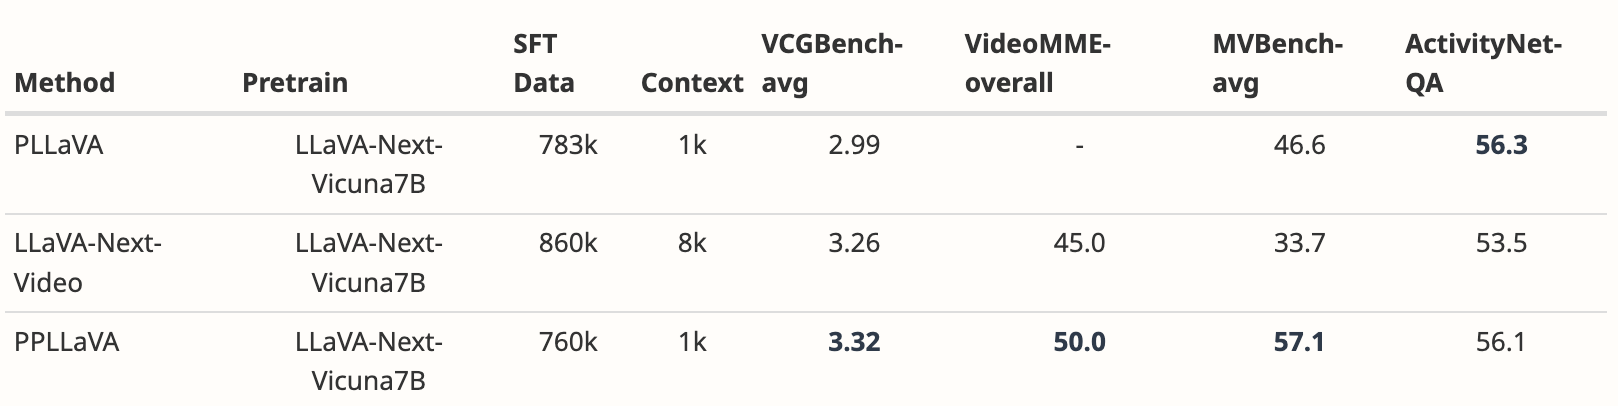 SFT VCGBench- VideoMME- MVBench- ActivityNet-
Method Pretrain Data Context avg overall avg QA
PLLaVA LLaVA-Next- 783k 1k 2.99 - 46.6 56.3
Vicuna7B
LLaVA-Next- LLaVA-Next- 860k 8k 3.26 45.0 33.7 53.5
Video Vicuna7B
PPLLaVA LLaVA-Next- 760k 1k 3.32 50.0 57.1 56.1
Vicuna7B